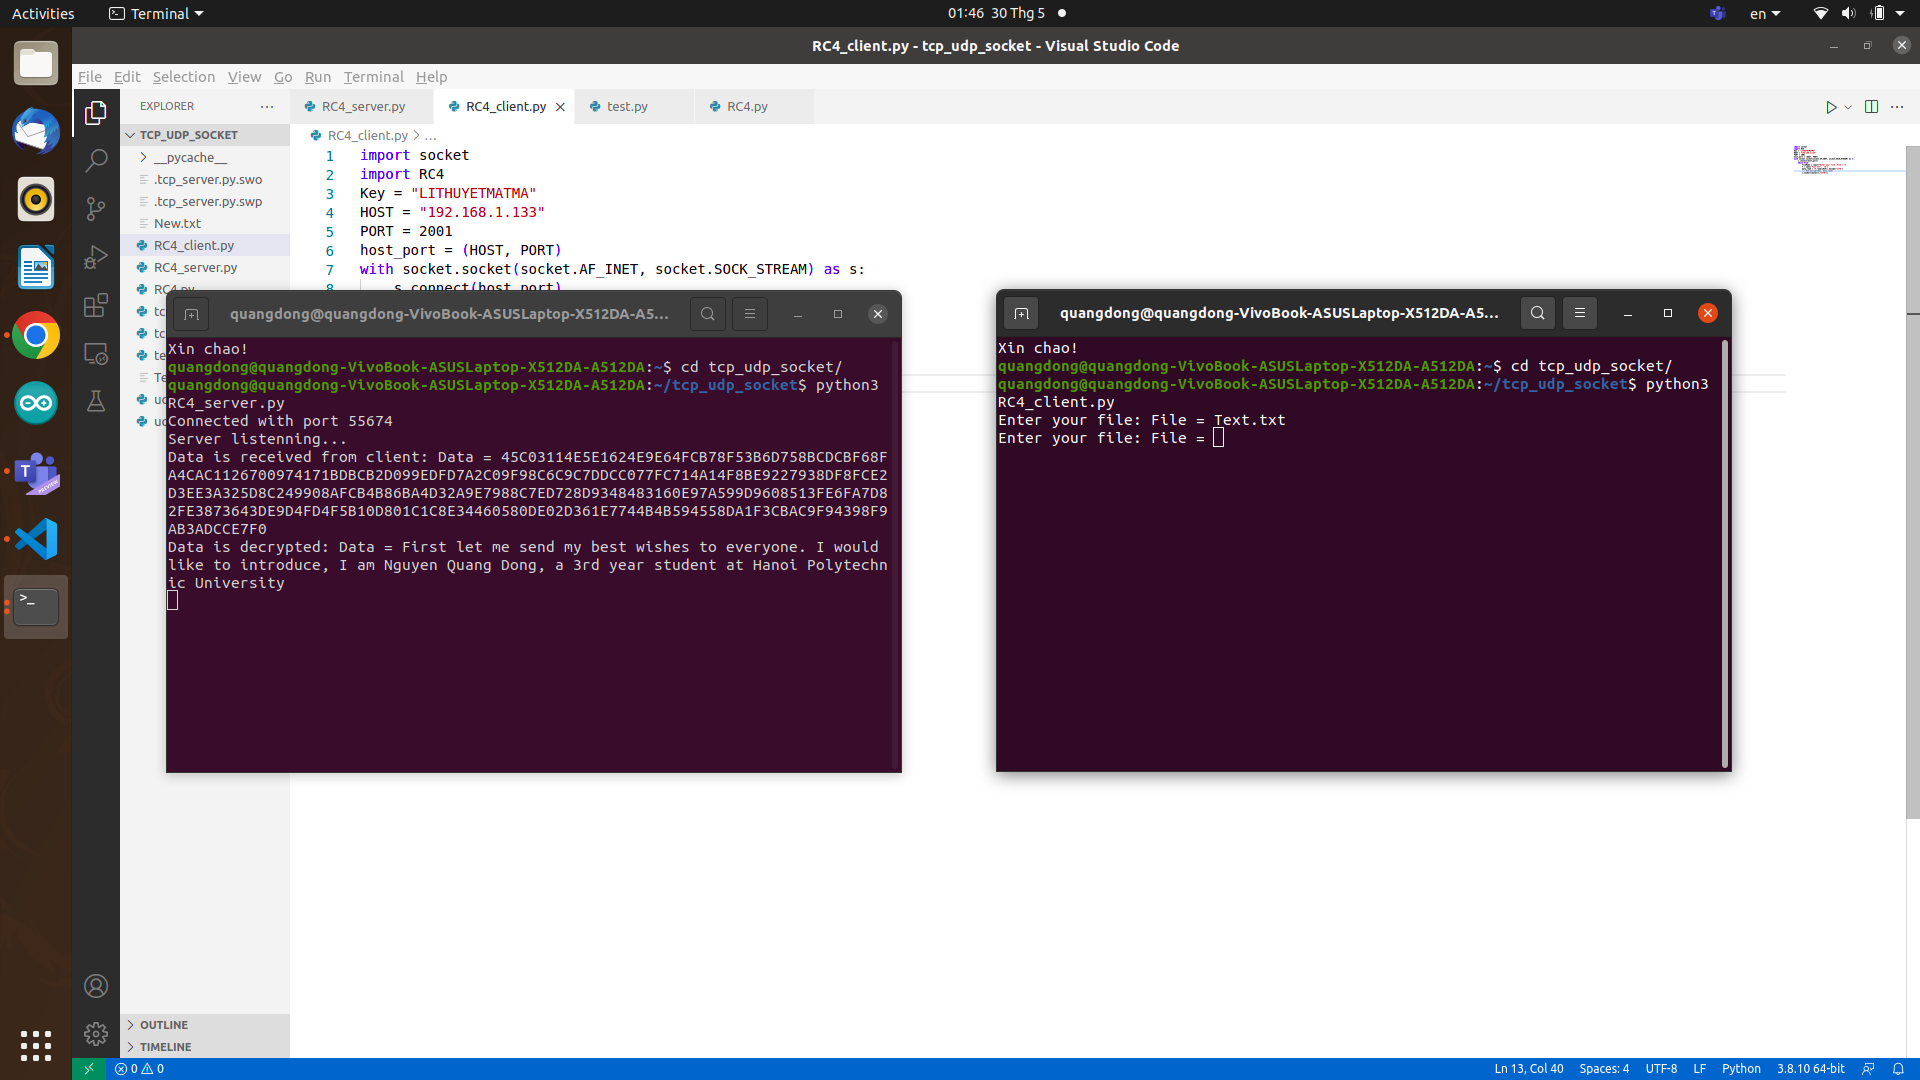 Activities
Terminal
01:46 30 Thg 5
en
RC4_client.py - tcp_udp_socket - Visual Studio Code
File Edit Selection View Go Run Terminal Help
EXPLORER
RC4_server.py
RC4_client.py
test.py
RC4.py
TCP_UDP_SOCKET
__pycache__
.tcp_server.py.swo
.tcp_server.py.swp
New.txt
RC4_client.py
RC4_server.py
RC4.py
tc
tc
te
Te
uc
uc
RC4_client.py > ...
1 import socket
2 import RC4
3 Key = "LITHUYETMATMA"
4 HOST = "192.168.1.133"
5 PORT = 2001
6 host_port = (HOST, PORT)
7 with socket.socket(socket.AF_INET, socket.SOCK_STREAM) as s:
8 s.connect(host_port)
quangdong@quangdong-VivoBook-ASUSLaptop-X512DA-A5...
Xin chao!
quangdong@quangdong-VivoBook-ASUSLaptop-X512DA-A512DA:~$ cd tcp_udp_socket/
quangdong@quangdong-VivoBook-ASUSLaptop-X512DA-A512DA:~/tcp_udp_socket$ python3
RC4_server.py
Connected with port 55674
Server listenning...
Data is received from client: Data = 45C03114E5E1624E9E64FCB78F53B6D758BCDCBF68F
A4CAC1126700974171BDBCB2D099EDFD7A2C09F98C6C9C7DDCC077FC714A14F8BE9227938DF8FCE2
D3EE3A325D8C249908AFCB4B86BA4D32A9E7988C7ED728D9348483160E97A599D9608513FE6FA7D8
2FE3873643DE9D4FD4F5B10D801C1C8E34460580DE02D361E7744B4B594558DA1F3CBAC9F94398F9
AB3ADCCE7F0
Data is decrypted: Data = First let me send my best wishes to everyone. I would
like to introduce, I am Nguyen Quang Dong, a 3rd year student at Hanoi Polytechn
ic University
quangdong@quangdong-VivoBook-ASUSLaptop-X512DA-A5...
Xin chao!
quangdong@quangdong-VivoBook-ASUSLaptop-X512DA-A512DA:~$ cd tcp_udp_socket/
quangdong@quangdong-VivoBook-ASUSLaptop-X512DA-A512DA:~/tcp_udp_socket$ python3
RC4_client.py
Enter your file: File = Text.txt
Enter your file: File =
OUTLINE
TIMELINE
0 0
Ln 13, Col 40 Spaces: 4 UTF-8 LF Python 3.8.10 64-bit